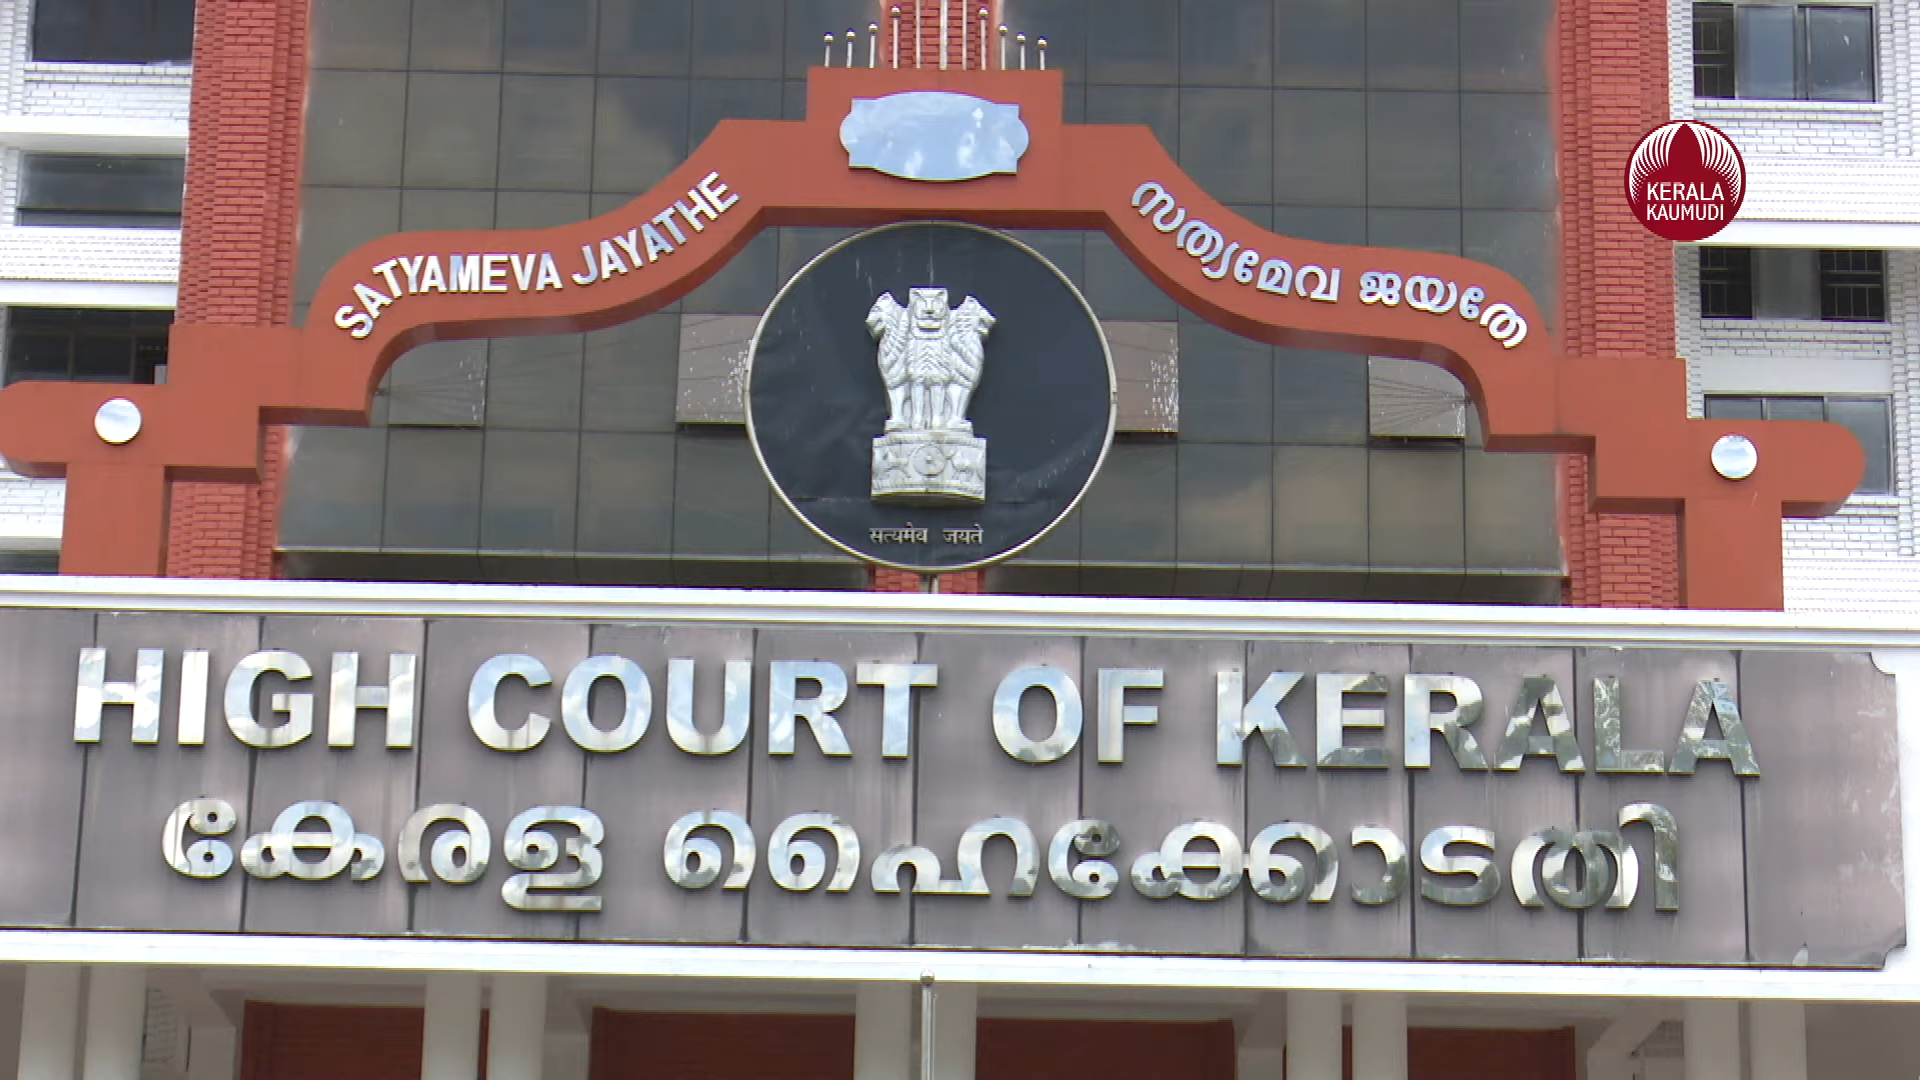 SATYAMEVA JAYATHE
സത്യമേവ ജയതേ
KERALA
KAUMUDI
सत्यमेव जयते
HIGH COURT OF KERALA
കേരള ഹൈക്കോടതി